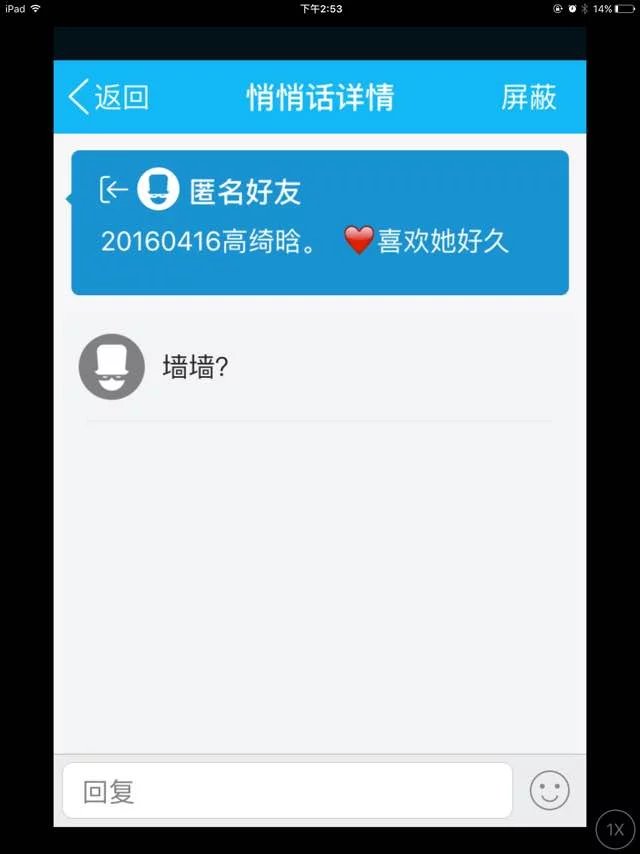 iPad 下午2:53 14%
返回 悄悄话详情 屏蔽
匿名好友
20160416高绮晗。 ❤️喜欢她好久
墙墙?
回复
1X